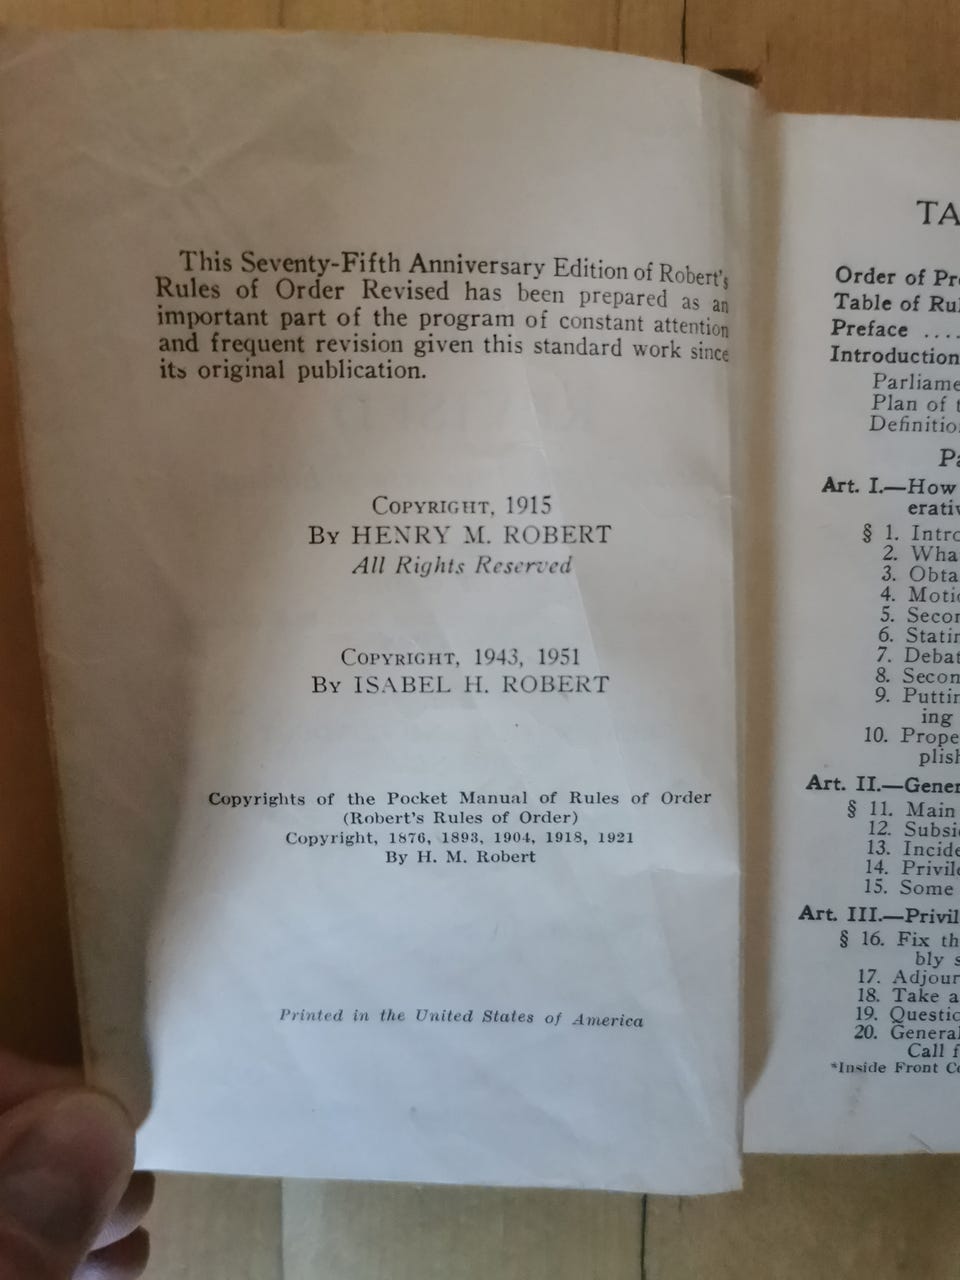 This Seventy-Fifth Anniversary Edition of Robert's
Rules of Order Revised has been prepared as an
important part of the program of constant attention
and frequent revision given this standard work since
its original publication.
Copyright, 1915
By HENRY M. ROBERT
All Rights Reserved
Copyright, 1943, 1951
By ISABEL H. ROBERT
Copyrights of the Pocket Manual of Rules of Order
(Robert's Rules of Order)
Copyright, 1876, 1893, 1904, 1918, 1921
By H. M. Robert
Printed in the United States of America
TA
Order of Pr
Table of Rul
Preface ....
Introduction
Parliame
Plan of t
Definitio
Pa
Art. I.—How
erativ
§ 1. Intro
2. Wha
3. Obta
4. Motio
5. Secon
6. Statin
7. Debat
8. Secon
9. Puttin
ing
10. Prope
plish
Art. II.—Gener
§ 11. Main
12. Subsi
13. Incide
14. Privile
15. Some
Art. III.—Privil
§ 16. Fix th
bly s
17. Adjour
18. Take a
19. Questio
20. General
Call f
*Inside Front Co